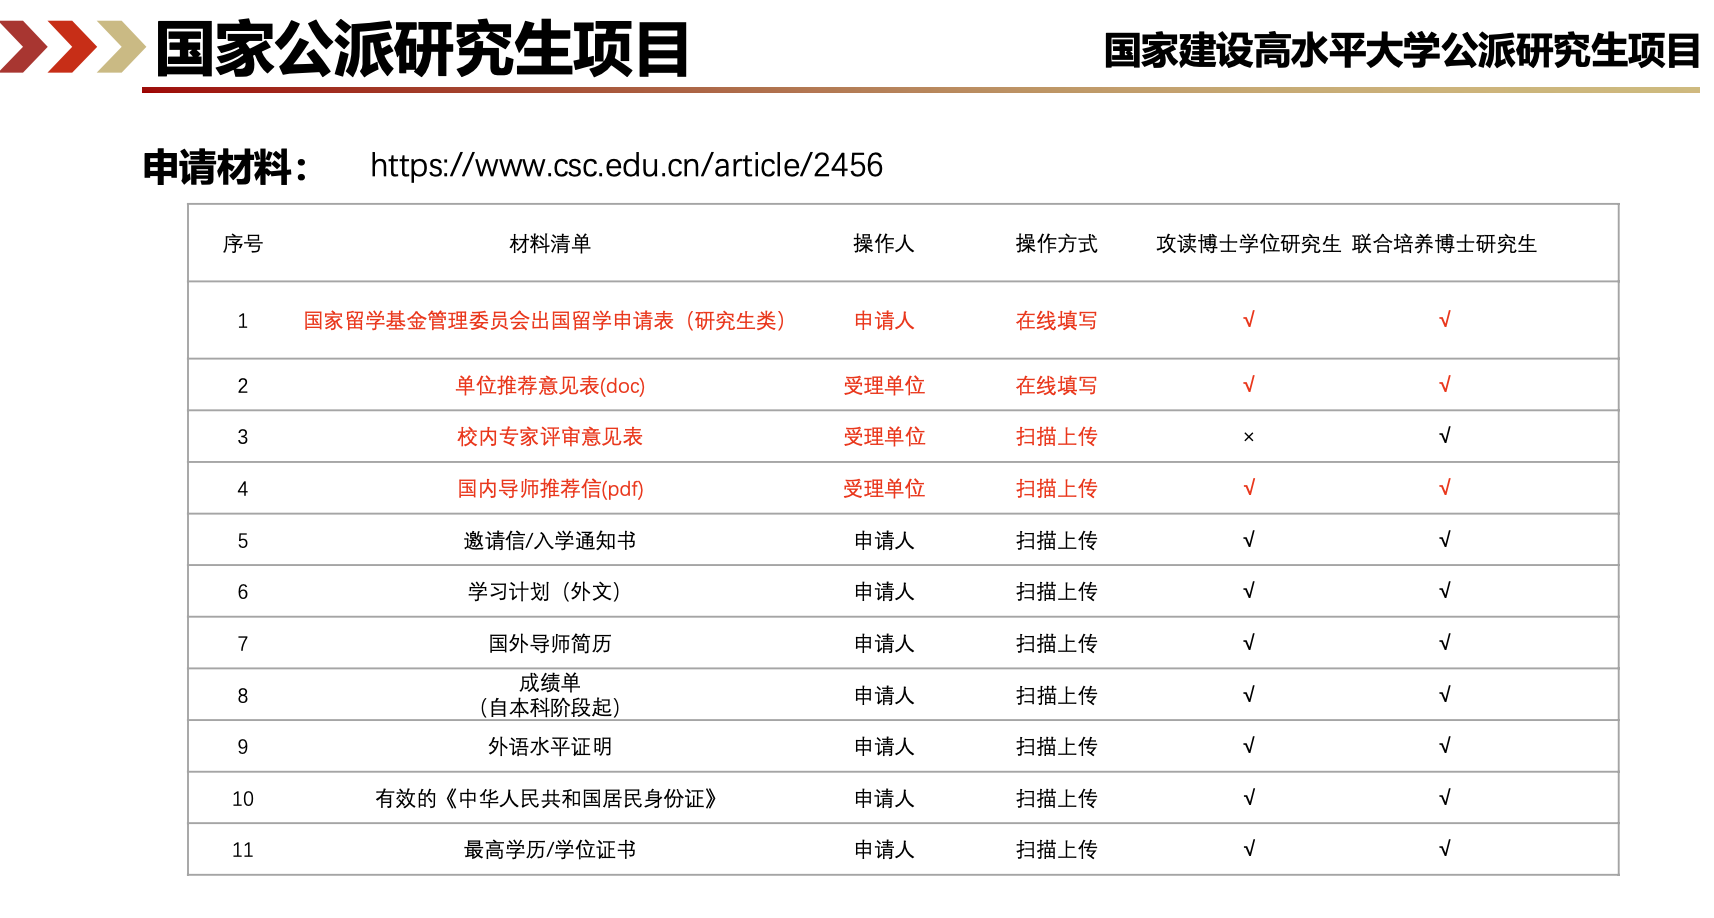 国家公派研究生项目
国家建设高水平大学公派研究生项目
申请材料： https://www.csc.edu.cn/article/2456
序号 材料清单 操作人 操作方式 攻读博士学位研究生 联合培养博士研究生
1 国家留学基金管理委员会出国留学申请表（研究生类） 申请人 在线填写 √ √
2 单位推荐意见表(doc) 受理单位 在线填写 √ √
3 校内专家评审意见表 受理单位 扫描上传 × √
4 国内导师推荐信(pdf) 受理单位 扫描上传 √ √
5 邀请信/入学通知书 申请人 扫描上传 √ √
6 学习计划（外文） 申请人 扫描上传 √ √
7 国外导师简历 申请人 扫描上传 √ √
8 成绩单
（自本科阶段起） 申请人 扫描上传 √ √
9 外语水平证明 申请人 扫描上传 √ √
10 有效的《中华人民共和国居民身份证》 申请人 扫描上传 √ √
11 最高学历/学位证书 申请人 扫描上传 √ √